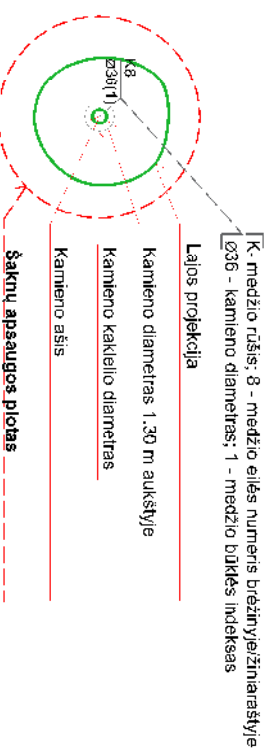 K- medžio rūšis; 8 - medžio eilės numeris brėžinyje/žiniaraštyje
Ø36 - kamieno diametras; 1 - medžio būklės indeksas
K8
Ø36(1)
Lajos projekcija
Kamieno diametras 1.30 m aukštyje
Kamieno kaklelio diametras
Kamieno ašis
Šaknų apsaugos plotas